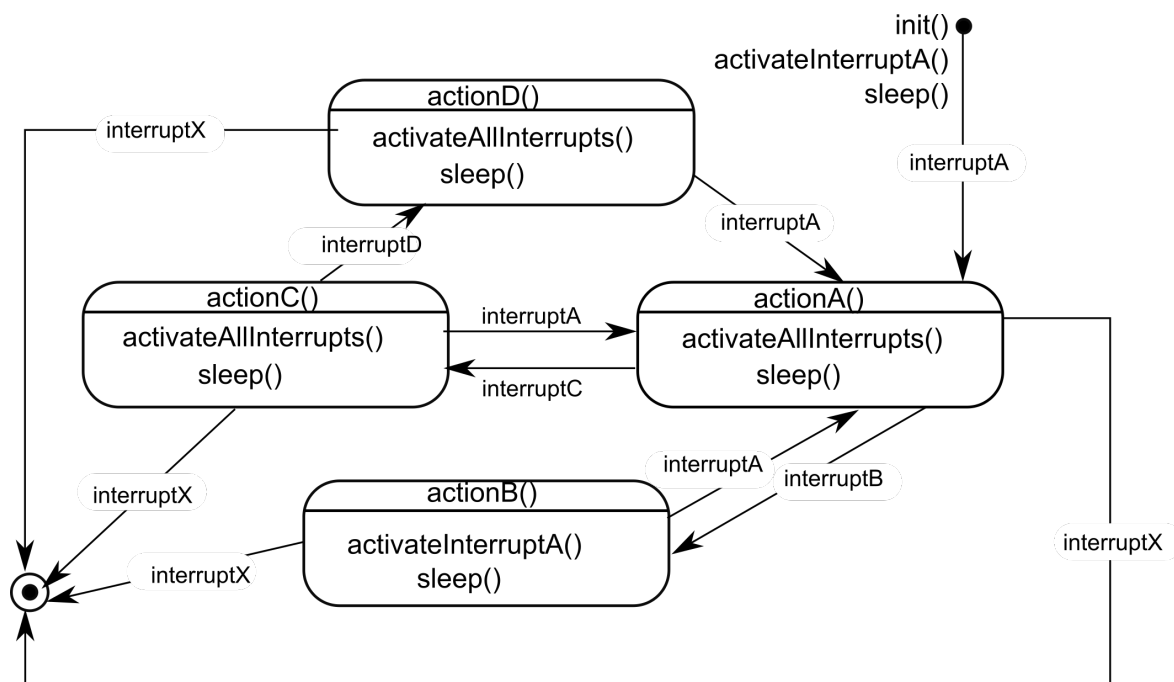 init()
activateInterruptA()
sleep()
actionD()
interruptX
activateAllInterrupts()
sleep()
interruptA
interruptA
interruptD
actionC()
activateAllInterrupts()
sleep()
interruptA
interruptC
actionA()
activateAllInterrupts()
sleep()
interruptA
interruptB
interruptX
actionB()
activateInterruptA()
sleep()
interruptX
interruptX